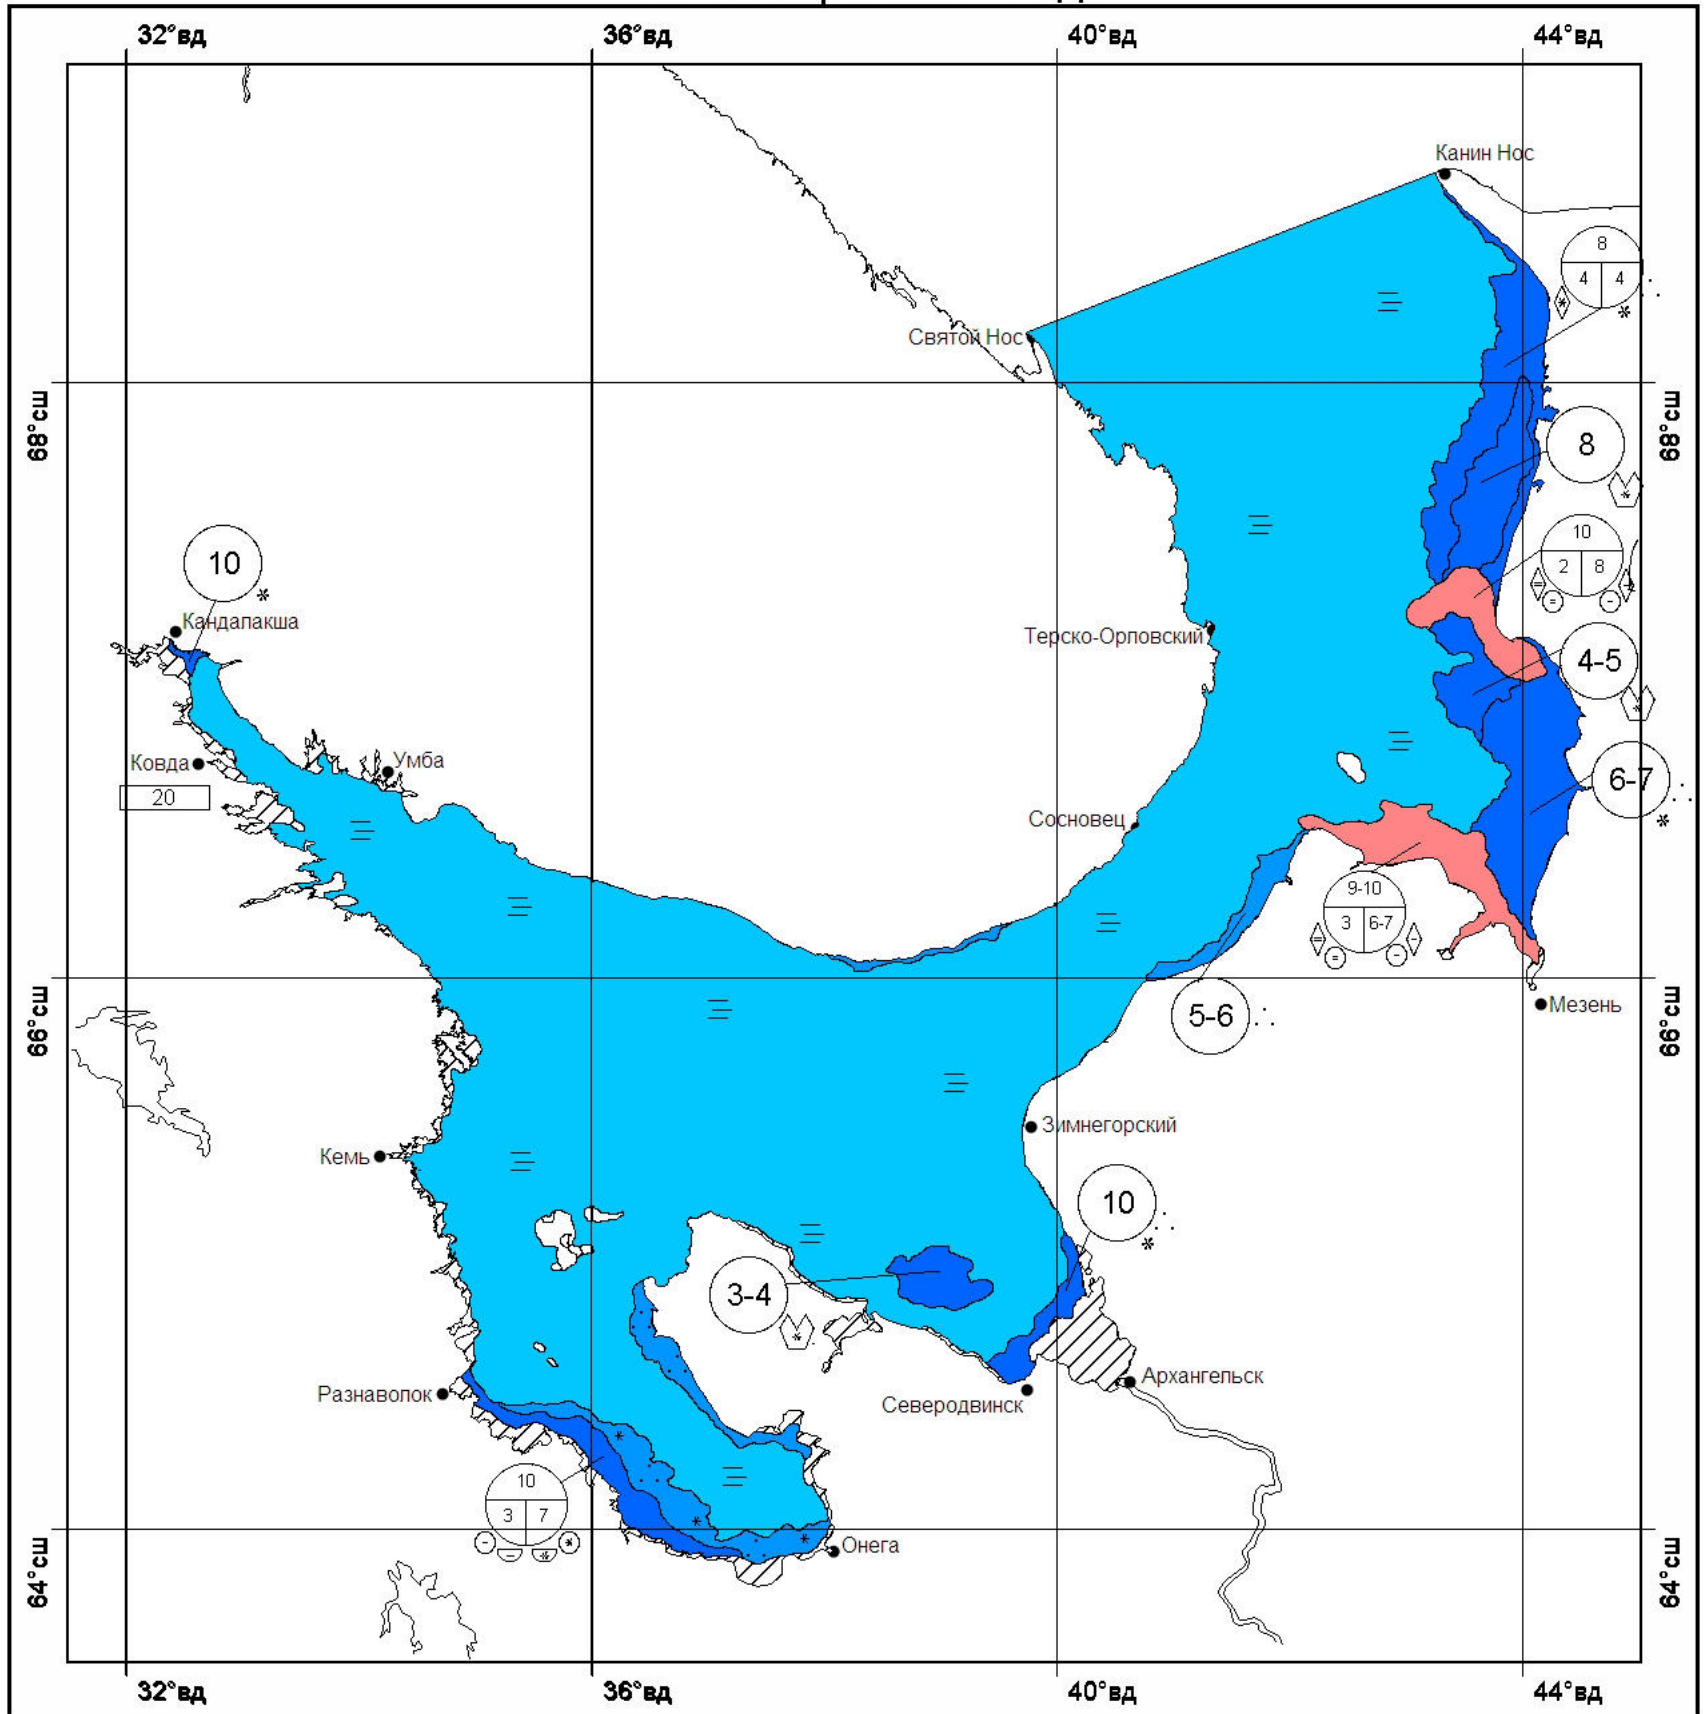 32°вд
36°вд
40°вд
44°вд
Канин Нос
8
4
4
Святой Нос
68°сш
68°сш
8
10
2
8
10
Кандалакша
Терско-Орловский
4-5
Ковда
Умба
20
6-7
Сосновец
9-10
3
6-7
66°сш
66°сш
5-6
Мезень
Зимнегорский
Кемь
10
3-4
Разнаволок
Северодвинск
Архангельск
10
3
7
Онега
64°сш
64°сш
32°вд
36°вд
40°вд
44°вд